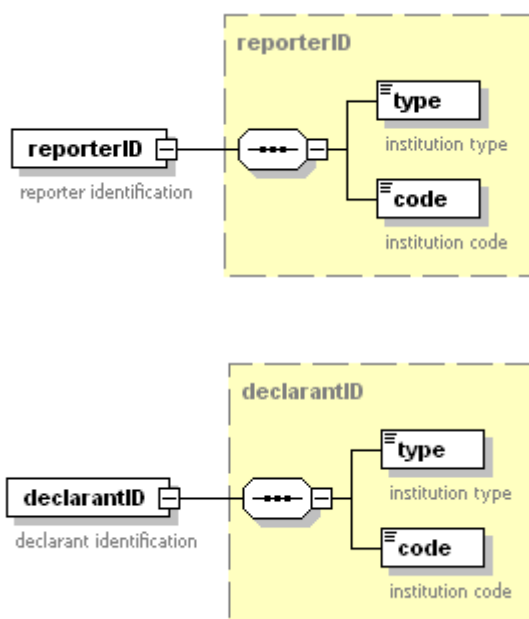 reporterID
type
institution type
reporterID
reporter identification
code
institution code
declarantID
type
institution type
declarantID
declarant identification
code
institution code